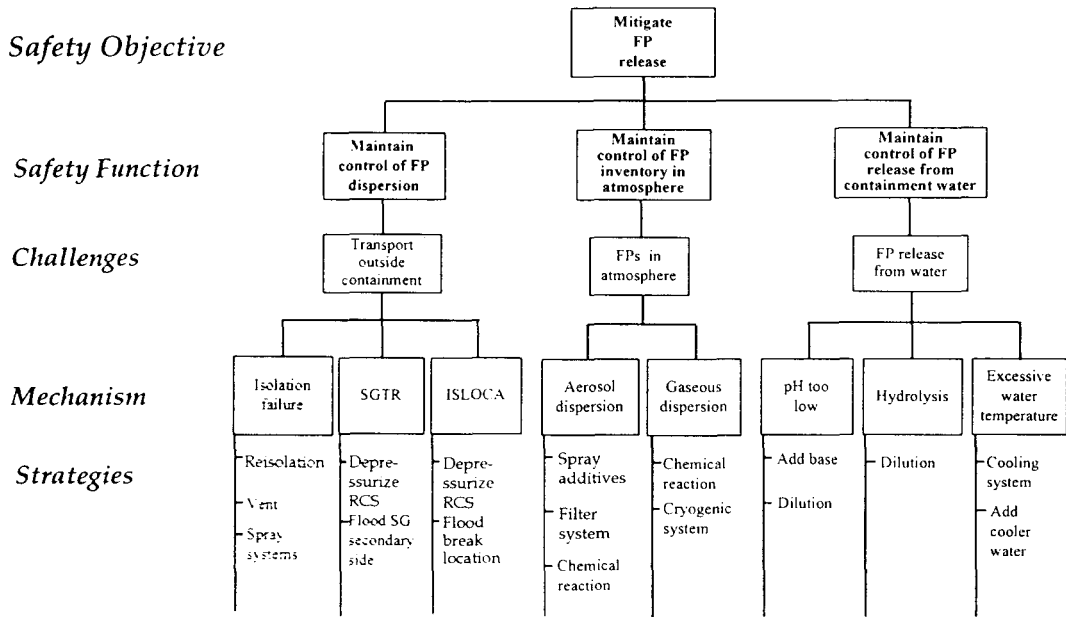 Safety Objective
Mitigate
FP
release
Safety Function
Maintain
control of FP
dispersion
Maintain
control of FP
inventory in
atmosphere
Maintain
control of FP
release from
containment water
Challenges
Transport
outside
containment
FPs in
atmosphere
FP release
from water
Mechanism
Isolation
failure
SGTR
ISLOCA
Aerosol
dispersion
Gaseous
dispersion
pH too
low
Hydrolysis
Excessive
water
temperature
Strategies
Reisolation
Vent
Spray
systems
Depre-
ssurize
RCS
Flood SG
secondary
side
Depre-
ssurize
RCS
Flood
break
location
Spray
additives
Filter
system
Chemical
reaction
Chemical
reaction
Cryogenic
system
Add base
Dilution
Dilution
Cooling
system
Add
cooler
water